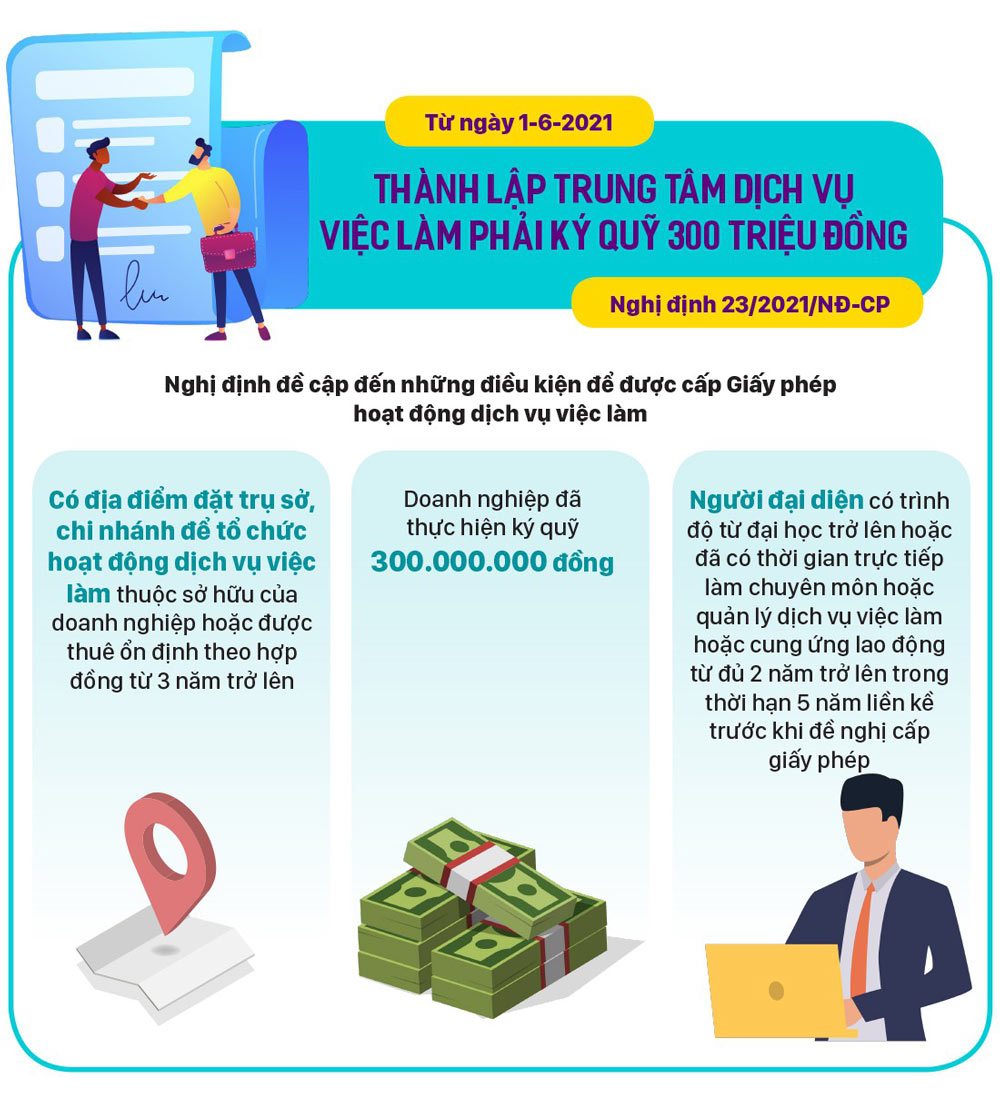 Từ ngày 1-6-2021
THÀNH LẬP TRUNG TÂM DỊCH VỤ
VIỆC LÀM PHẢI KÝ QUỸ 300 TRIỆU ĐỒNG
Nghị định 23/2021/NĐ-CP
Nghị định đề cập đến những điều kiện để được cấp Giấy phép
hoạt động dịch vụ việc làm
Có địa điểm đặt trụ sở,
chi nhánh để tổ chức
hoạt động dịch vụ việc
làm thuộc sở hữu của
doanh nghiệp hoặc được
thuê ổn định theo hợp
đồng từ 3 năm trở lên
Doanh nghiệp đã
thực hiện ký quỹ
300.000.000 đồng
Người đại diện có trình
độ từ đại học trở lên hoặc
đã có thời gian trực tiếp
làm chuyên môn hoặc
quản lý dịch vụ việc làm
hoặc cung ứng lao động
từ đủ 2 năm trở lên trong
thời hạn 5 năm liền kề
trước khi đề nghị cấp
giấy phép